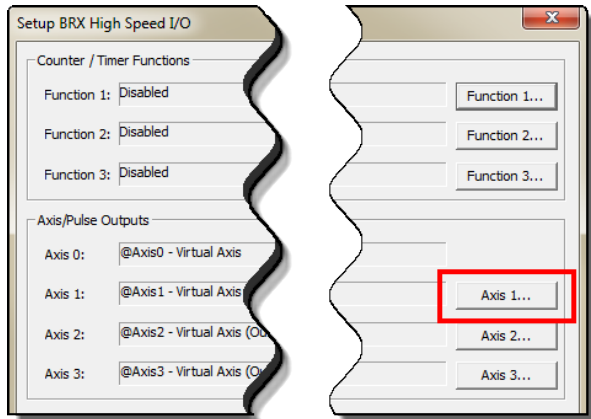 Setup BRX High Speed I/O
Counter / Timer Functions
Function 1: Disabled Function 1...
Function 2: Disabled Function 2...
Function 3: Disabled Function 3...
Axis/Pulse Outputs
Axis 0: @Axis0 - Virtual Axis
Axis 1: @Axis1 - Virtual Axis Axis 1...
Axis 2: @Axis2 - Virtual Axis Axis 2...
Axis 3: @Axis3 - Virtual Axis Axis 3...